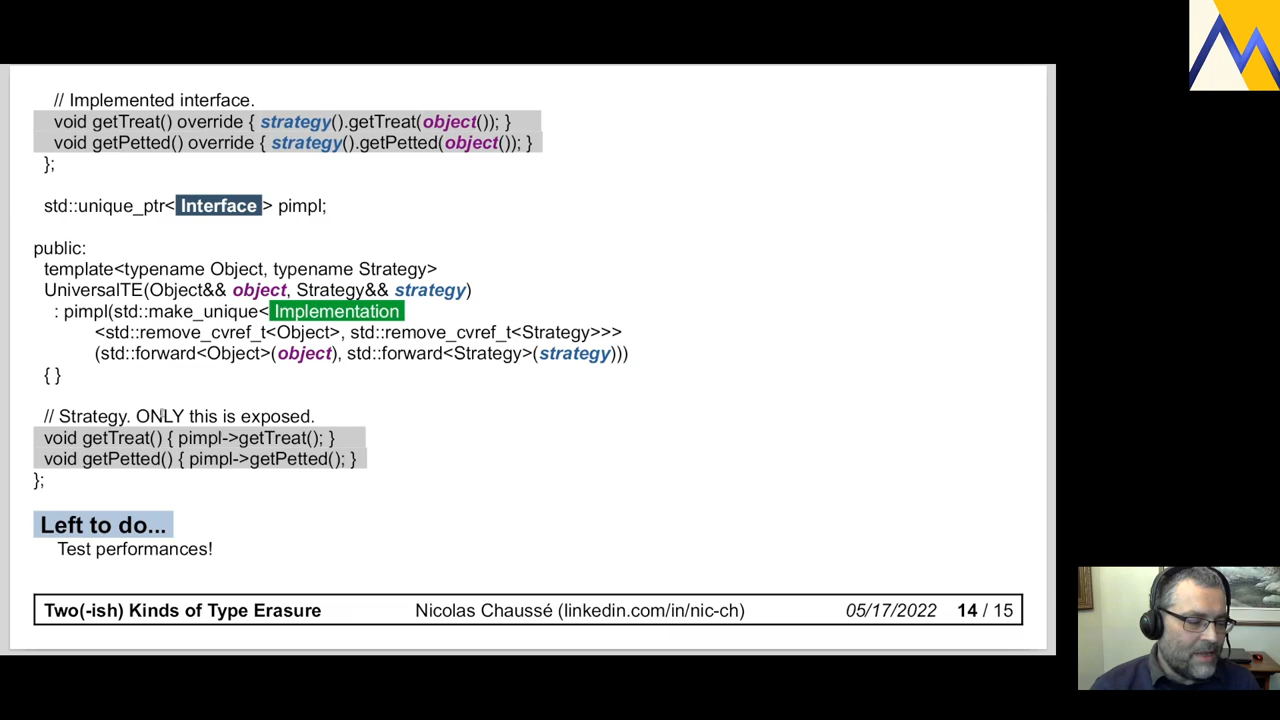 // Implemented interface.
void getTreat() override { strategy().getTreat(object()); }
void getPetted() override { strategy().getPetted(object()); }
};
std::unique_ptr< Interface > pimpl;
public:
template<typename Object, typename Strategy>
UniversalTE(Object&& object, Strategy&& strategy)
: pimpl(std::make_unique< Implementation
<std::remove_cvref_t<Object>, std::remove_cvref_t<Strategy>>>
(std::forward<Object>(object), std::forward<Strategy>(strategy)))
{ }
// Strategy. ONLY this is exposed.
void getTreat() { pimpl->getTreat(); }
void getPetted() { pimpl->getPetted(); }
};
Left to do...
Test performances!
Two(-ish) Kinds of Type Erasure Nicolas Chaussé (linkedin.com/in/nic-ch) 05/17/2022 14 / 15